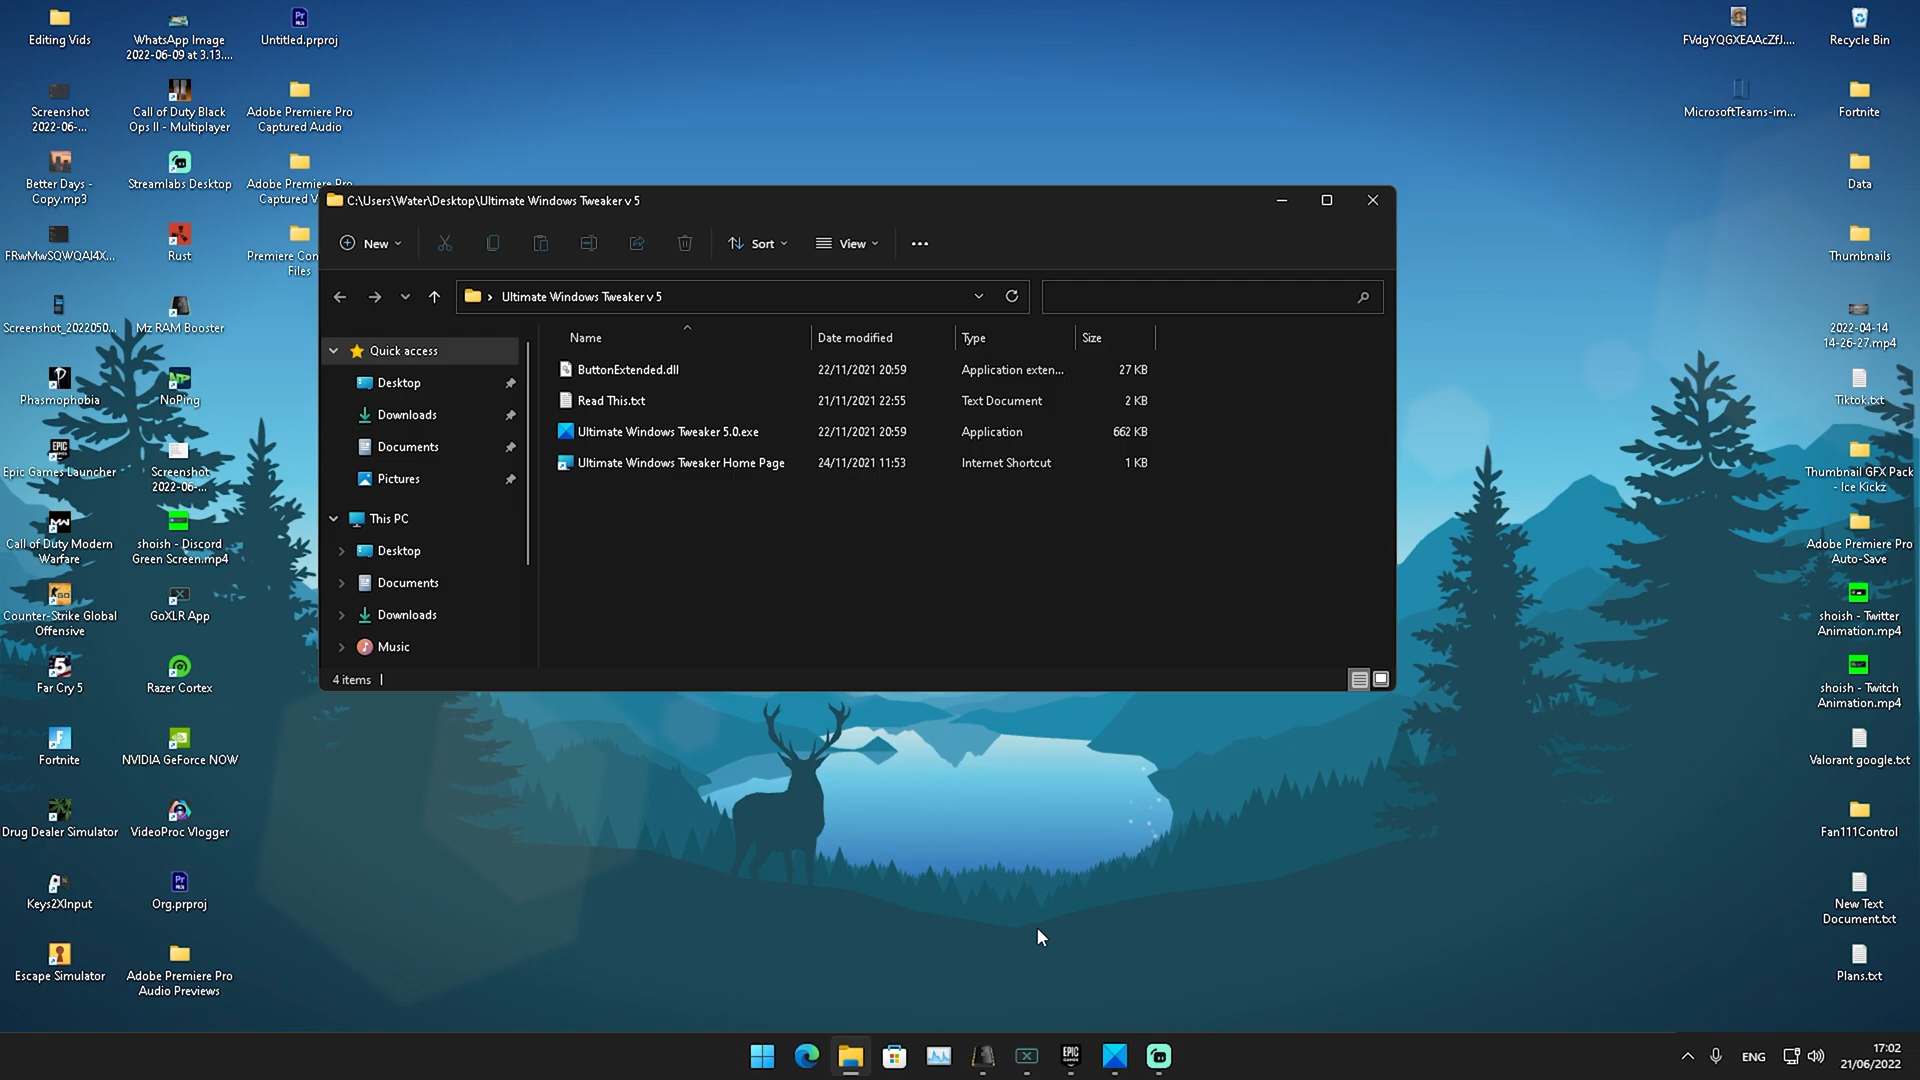 Editing Vids
WhatsApp Image
2022-06-09 at 3.13....
Untitled.prproj
Screenshot
2022-06-...
Call of Duty Black
Ops II - Multiplayer
Adobe Premiere Pro
Captured Audio
Better Days -
Copy.mp3
Streamlabs Desktop
Adobe Premiere Pro
Captured V
FRwMwSQWQAI4X...
Rust
Premiere Con
Files
Screenshot_2022050...
Mz RAM Booster
Phasmophobia
NoPing
Epic Games Launcher
Screenshot
2022-06-...
Call of Duty Modern
Warfare
shoish - Discord
Green Screen.mp4
Counter-Strike Global
Offensive
GoXLR App
Far Cry 5
Razer Cortex
Fortnite
NVIDIA GeForce NOW
Drug Dealer Simulator
VideoProc Vlogger
Keys2XInput
Org.prproj
Escape Simulator
Adobe Premiere Pro
Audio Previews
C:\Users\Water\Desktop\Ultimate Windows Tweaker v 5
New
Sort
View
Ultimate Windows Tweaker v 5
Quick access
Desktop
Downloads
Documents
Pictures
This PC
Desktop
Documents
Downloads
Music
Name Date modified Type Size
ButtonExtended.dll 22/11/2021 20:59 Application exten... 27 KB
Read This.txt 21/11/2021 22:55 Text Document 2 KB
Ultimate Windows Tweaker 5.0.exe 22/11/2021 20:59 Application 662 KB
Ultimate Windows Tweaker Home Page 24/11/2021 11:53 Internet Shortcut 1 KB
4 items
FVdgYQGXEAAcZfJ....
Recycle Bin
MicrosoftTeams-im...
Fortnite
Data
Thumbnails
2022-04-14
14-26-27.mp4
Tiktok.txt
Thumbnail GFX Pack
- Ice Kickz
Adobe Premiere Pro
Auto-Save
shoish - Twitter
Animation.mp4
shoish - Twitch
Animation.mp4
Valorant google.txt
Fan111Control
New Text
Document.txt
Plans.txt
ENG
17:02
21/06/2022